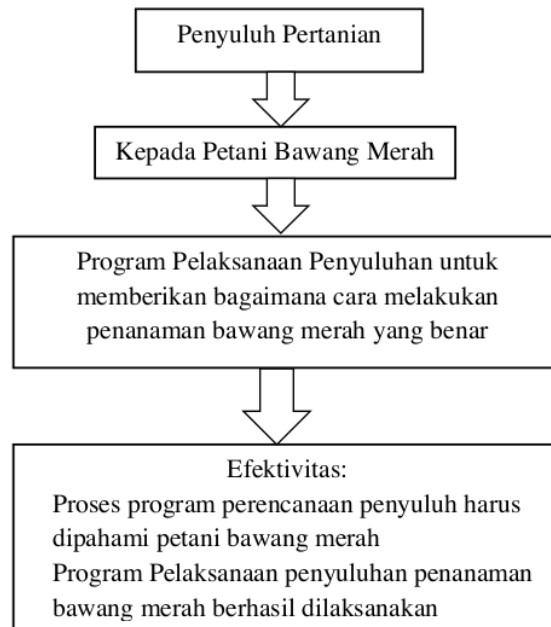 Penyuluh Pertanian
Kepada Petani Bawang Merah
Program Pelaksanaan Penyuluhan untuk
memberikan bagaimana cara melakukan
penanaman bawang merah yang benar
Efektivitas:
Proses program perencanaan penyuluh harus
dipahami petani bawang merah
Program Pelaksanaan penyuluhan penanaman
bawang merah berhasil dilaksanakan